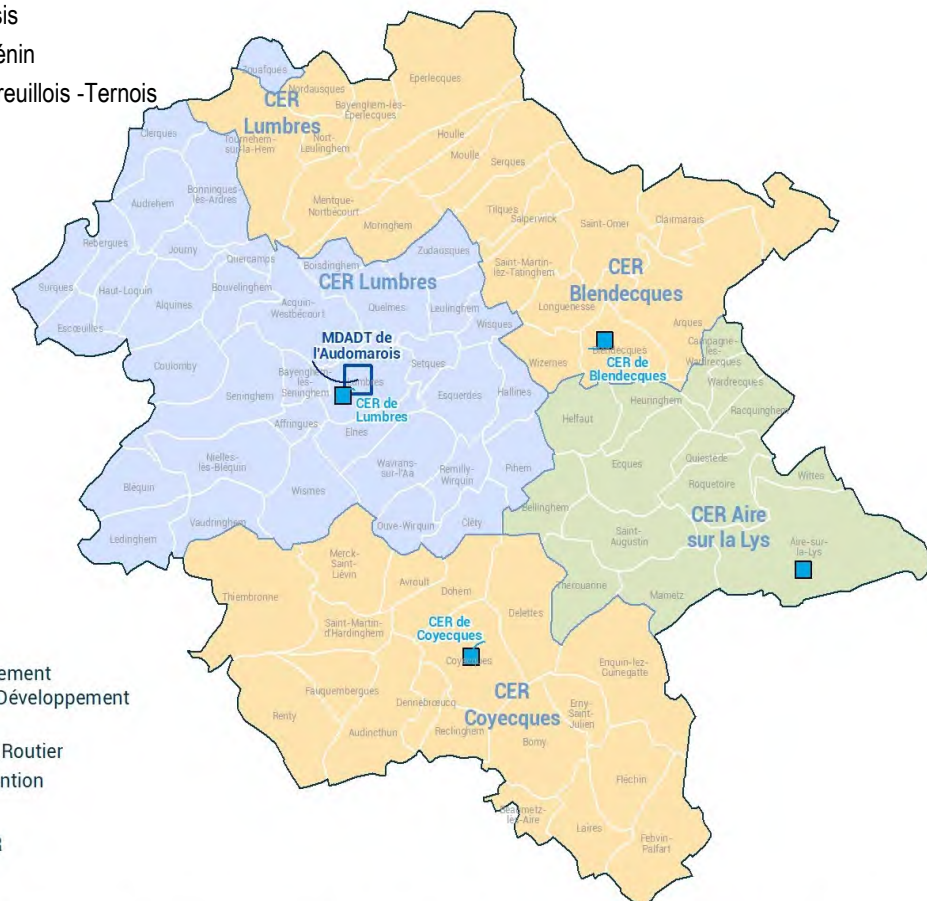 sis
énin
reuillois -Ternois
Zouafques
Nordausques
Eperlecques
CER
Lumbres
Bayenghem-lès-
Eperlecques
Clerques
Tournehem-
sur-la-Hem
Nort-
Leulinghem
Houlle
Moulle
Serques
Audrehem
Bonningues-
lès-Ardres
Mentque-
Nortbécourt
Moringhem
Tilques
Salperwick
Saint-Omer
Clairmarais
Rebergues
Journy
Quercamps
Boisdinghem
Zudausques
Saint-Martin-
lez-Tatinghem
CER
Blendecques
Surques
Haut-Loquin
Bouvelinghem
CER Lumbres
Alquines
Acquin-
Westbécourt
Quelmes
Leulinghem
Longuenesse
Escœuilles
Wisques
Arques
MDADT de
l'Audomarois
Blendecques
Campagne-
lès-
Wardrecques
Coulomby
Setques
Wizernes
CER de
Blendecques
Wardrecques
Bayenghem-
lès-
Seninghem
Lumbres
Seninghem
CER de
Lumbres
Esquerdes
Hallines
Heuringhem
Racquinghem
Affringues
Elnes
Helfaut
Nielles-
lès-Bléquin
Wavrans-
sur-l'Aa
Remilly-
Wirquin
Pihem
Ecques
Quiestède
Roquetoire
Wittes
Bléquin
Wismes
Bellinghem
CER Aire
sur la Lys
Ledinghem
Vaudringhem
Ouve-Wirquin
Cléty
Saint-
Augustin
Aire-sur-
la-Lys
Merck-
Saint-
Liévin
Avroult
Dohem
Thérouanne
Mametz
Thiembronne
Saint-Martin-
d'Hardinghem
CER de
Coyecques
Delettes
Coyecques
Enquin-lez-
Guinegatte
ement
Développement
Fauquembergues
Dennebrœucq
CER
Coyecques
Erny-
Saint-
Julien
Renty
Audincthun
Reclinghem
Bomy
Routier
ntion
Fléchin
Beaumetz-
lès-Aire
Laires
Febvin-
Palfart
R